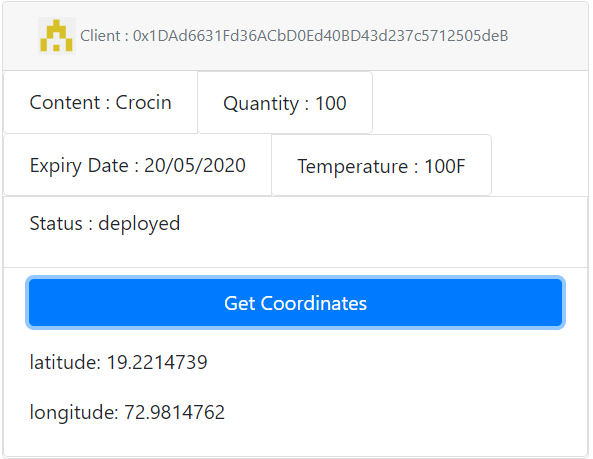 Client : 0x1DAd6631Fd36ACbD0Ed40BD43d237c5712505deB
Content : Crocin
Quantity : 100
Expiry Date : 20/05/2020
Temperature : 100F
Status : deployed
Get Coordinates
latitude: 19.2214739
longitude: 72.9814762